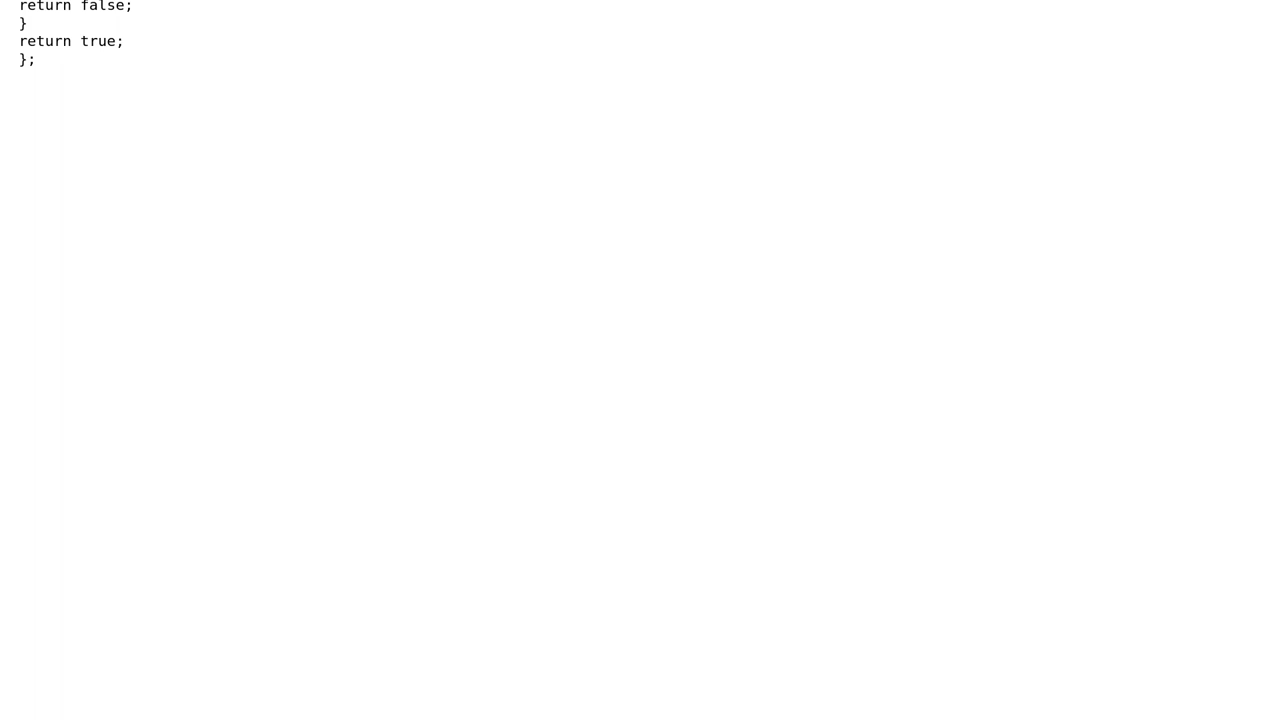 return false;
}
return true;
};